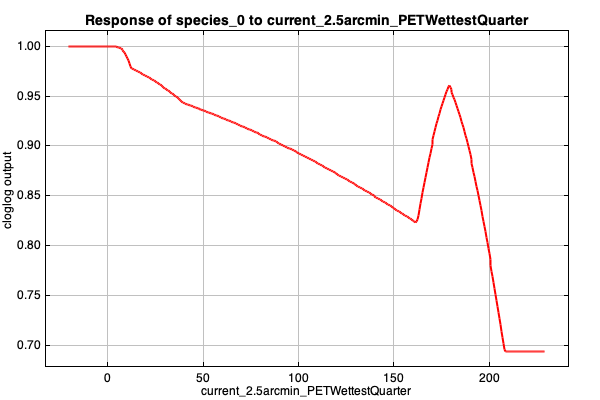 Response of species_0 to current_2.5arcmin_PETWettestQuarter
1.00
0.95
0.90
0.85
0.80
0.75
0.70
cloglog output
0 50 100 150 200
current_2.5arcmin_PETWettestQuarter